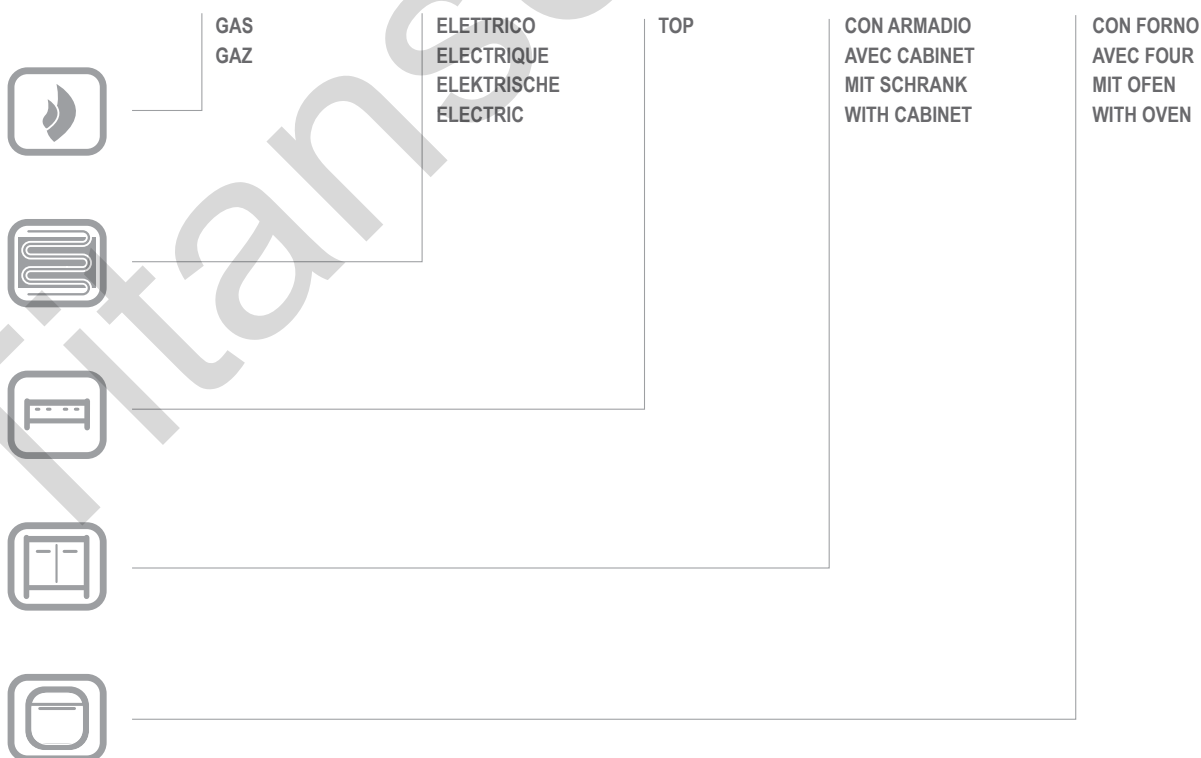 GAS
GAZ
ELETTRICO
ELECTRIQUE
ELEKTRISCHE
ELECTRIC
TOP
CON ARMADIO
AVEC CABINET
MIT SCHRANK
WITH CABINET
CON FORNO
AVEC FOUR
MIT OFEN
WITH OVEN